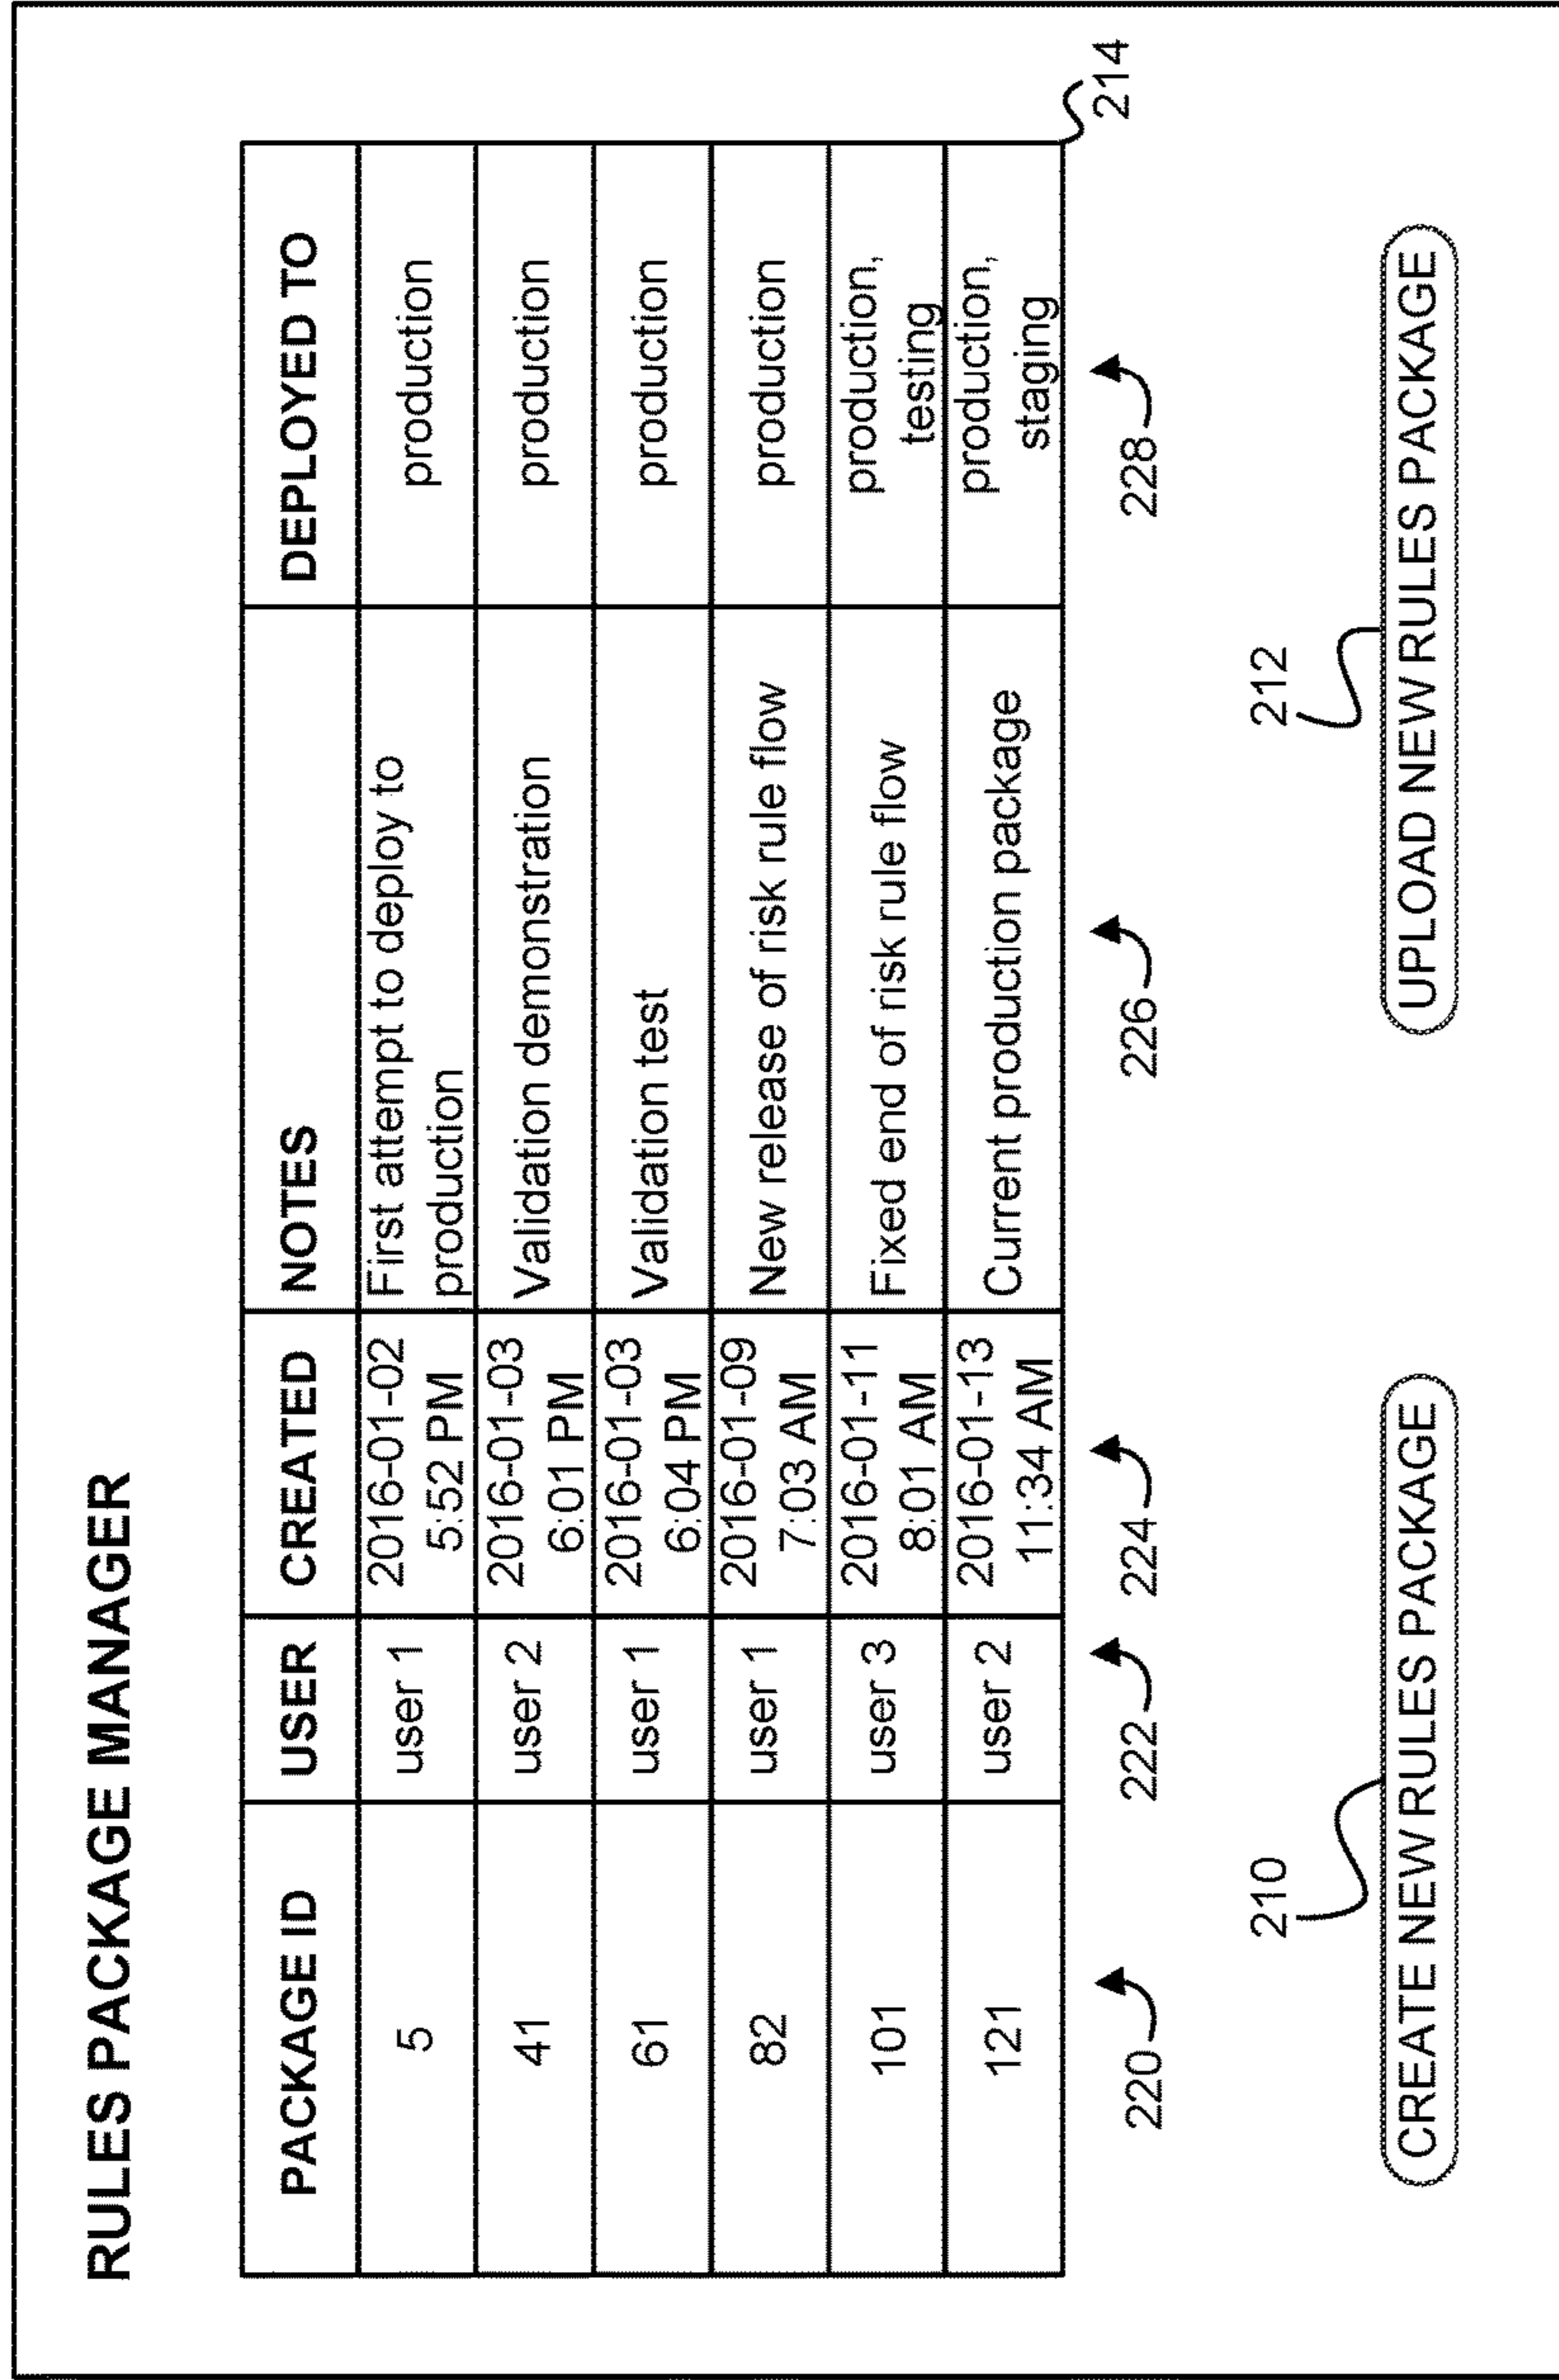 RULES PACKAGE MANAGER
PACKAGE ID USER CREATED NOTES DEPLOYED TO
5 user 1 2016-01-02 5:52 PM First attempt to deploy to production production
41 user 2 2016-01-03 6:01 PM Validation demonstration production
61 user 1 2016-01-03 6:04 PM Validation test production
82 user 1 2016-01-09 7:03 AM New release of risk rule flow production
101 user 3 2016-01-11 8:01 AM Fixed end of risk rule flow production, testing
121 user 2 2016-01-13 11:34 AM Current production package production, staging
214
220 222 224 226 228
210 212
CREATE NEW RULES PACKAGE UPLOAD NEW RULES PACKAGE